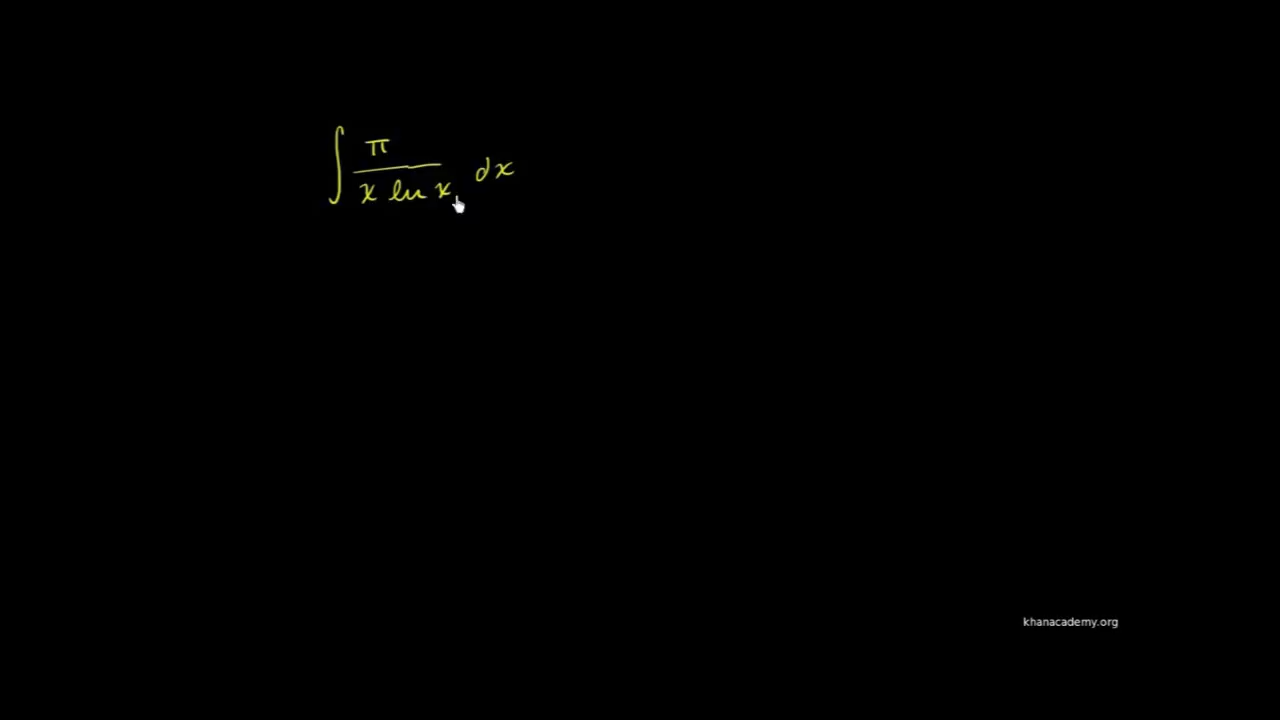 ∫ π / (x ln x) dx
khanacademy.org